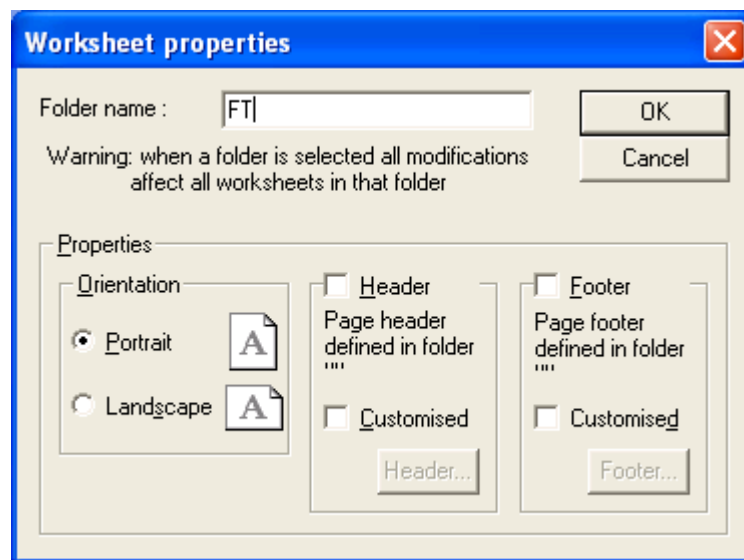 Worksheet properties
Folder name :
FT
OK
Warning: when a folder is selected all modifications
affect all worksheets in that folder
Cancel
Properties
Orientation
Portrait
A
Landscape
A
Header
Page header
defined in folder
""
Customised
Header...
Footer
Page footer
defined in folder
""
Customised
Footer...